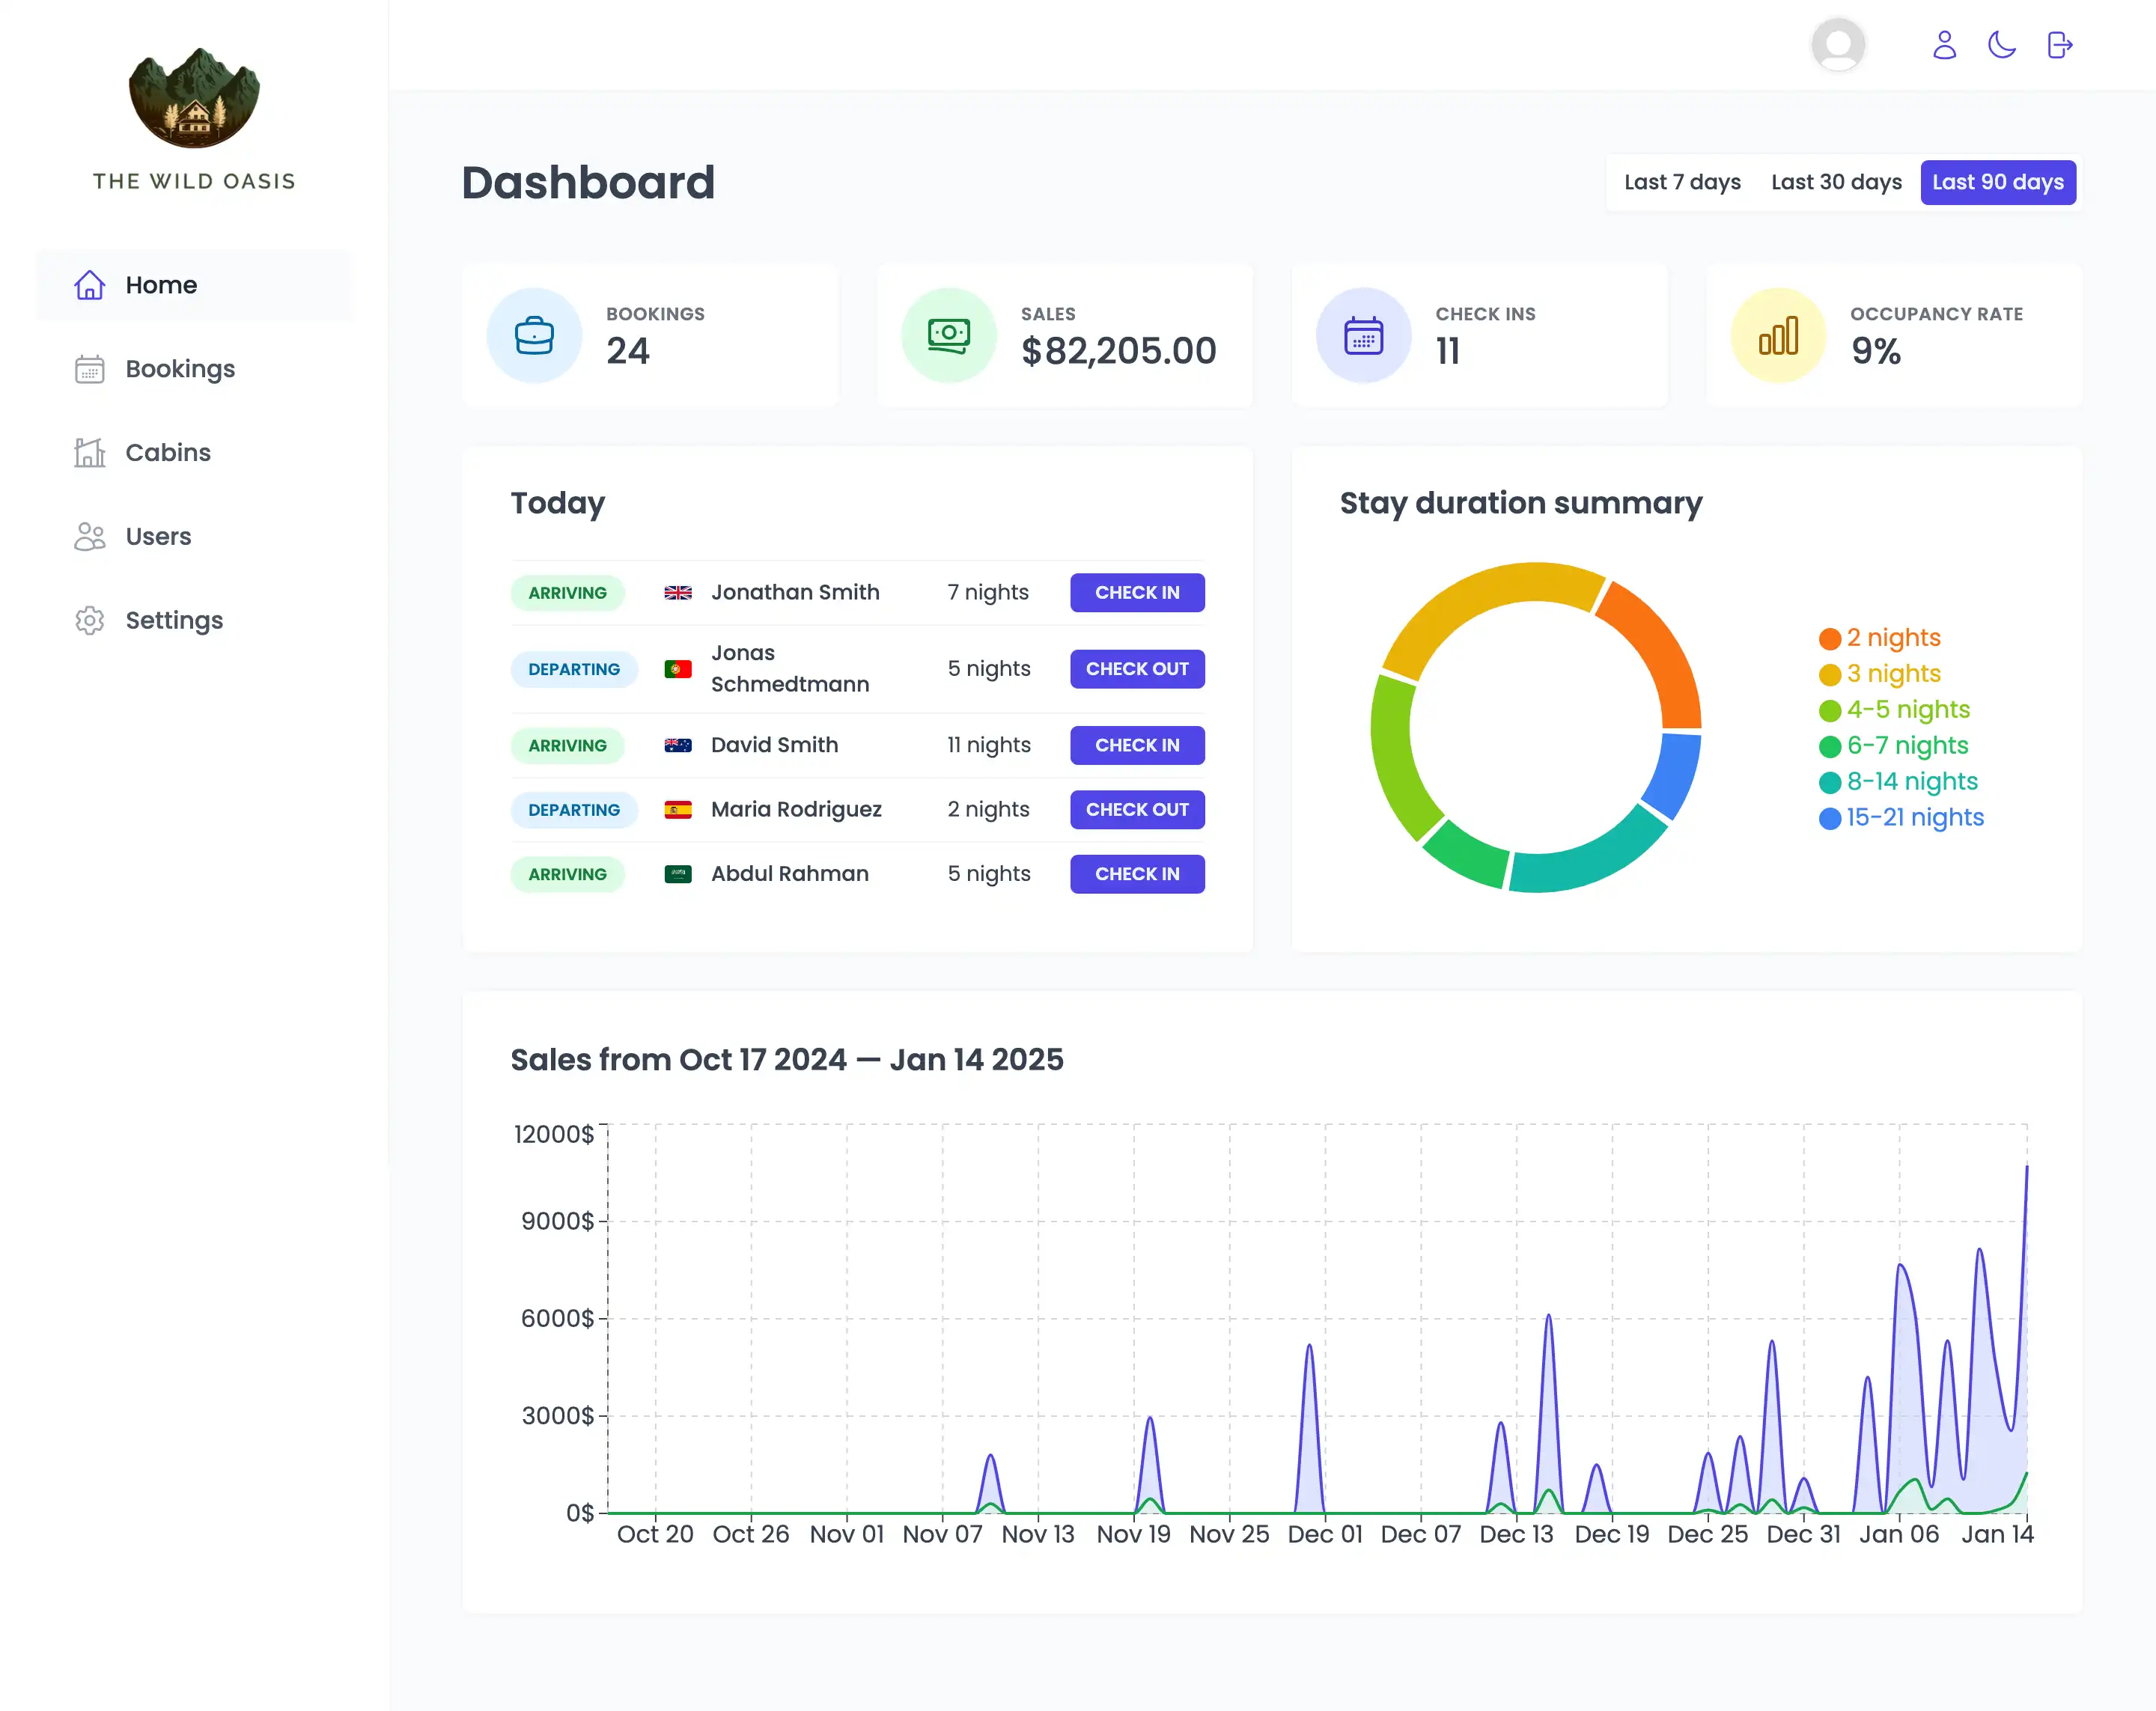 THE WILD OASIS
Home
Bookings
Cabins
Users
Settings
Dashboard
Last 7 days Last 30 days Last 90 days
BOOKINGS
24
SALES
$82,205.00
CHECK INS
11
OCCUPANCY RATE
9%
Today
ARRIVING Jonathan Smith 7 nights CHECK IN
DEPARTING Jonas Schmedtmann 5 nights CHECK OUT
ARRIVING David Smith 11 nights CHECK IN
DEPARTING Maria Rodriguez 2 nights CHECK OUT
ARRIVING Abdul Rahman 5 nights CHECK IN
Stay duration summary
2 nights
3 nights
4-5 nights
6-7 nights
8-14 nights
15-21 nights
Sales from Oct 17 2024 — Jan 14 2025
12000$
9000$
6000$
3000$
0$
Oct 20 Oct 26 Nov 01 Nov 07 Nov 13 Nov 19 Nov 25 Dec 01 Dec 07 Dec 13 Dec 19 Dec 25 Dec 31 Jan 06 Jan 14